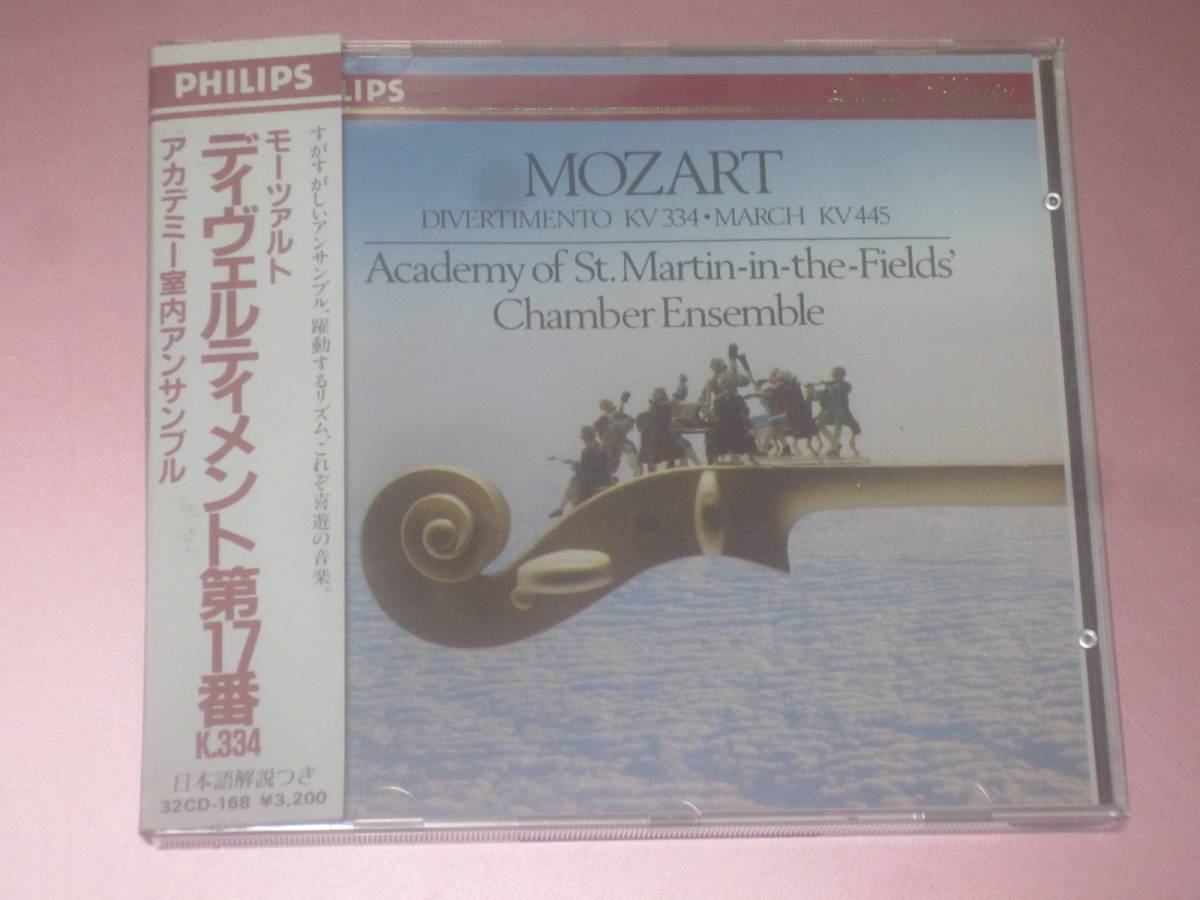 PHILIPS
すがすがしいアンサンブル、躍動するリズム、これぞ喜遊の音楽。
モーツァルト
ディヴェルティメント第17番
K.334
アカデミー室内アンサンブル
日本語解説つき
32CD-168 ¥3,200
LIPS
MOZART
DIVERTIMENTO KV 334 • MARCH KV 445
Academy of St. Martin-in-the-Fields'
Chamber Ensemble